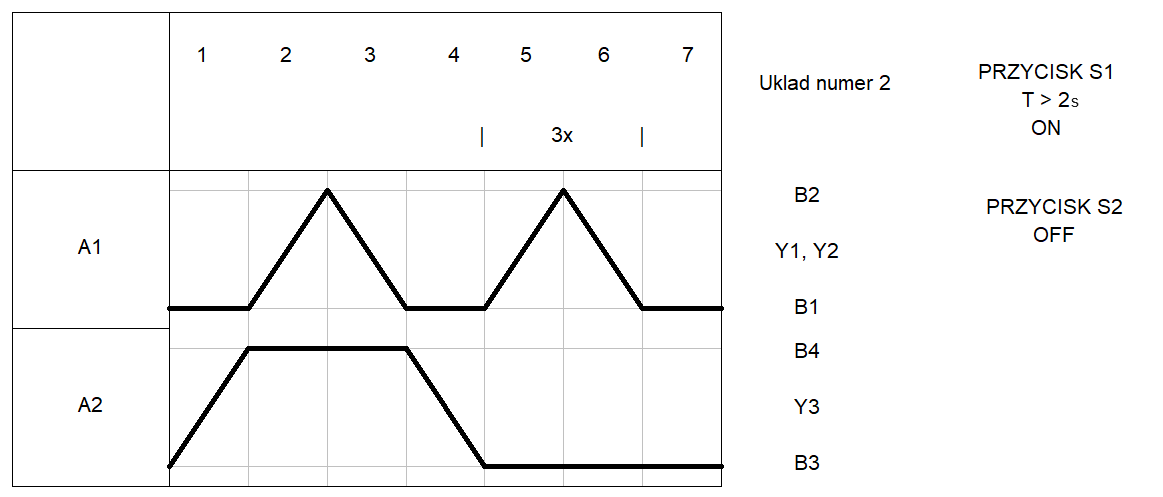 1 2 3 4 5 6 7
| 3x |
Uklad numer 2
PRZYCISK S1
T > 2s
ON
A1
B2
Y1, Y2
B1
PRZYCISK S2
OFF
A2
B4
Y3
B3